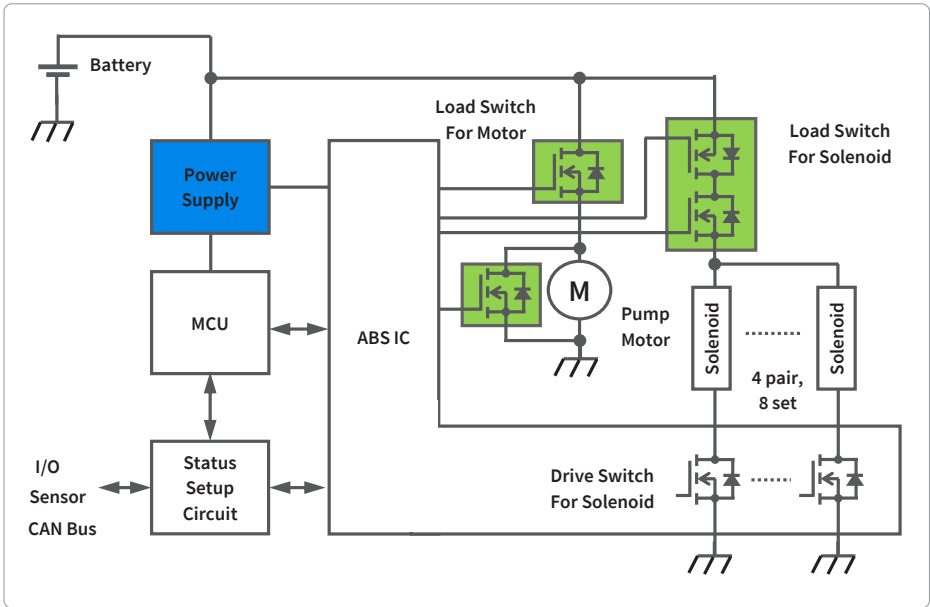 Battery
Load Switch
For Motor
Load Switch
For Solenoid
Power
Supply
MCU
ABS IC
M
Pump
Motor
Solenoid
Solenoid
4 pair,
8 set
I/O
Sensor
CAN Bus
Status
Setup
Circuit
Drive Switch
For Solenoid